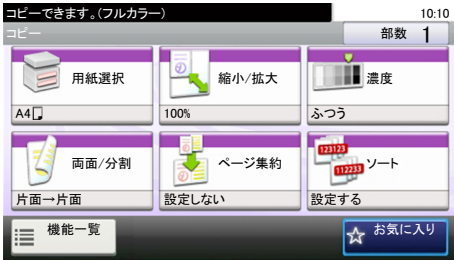 コピーできます。(フルカラー)
10:10
コピー
部数 1
用紙選択
縮小/拡大
濃度
A4
100%
ふつう
両面/分割
ページ集約
123123
112233
ソート
片面→片面
設定しない
設定する
機能一覧
お気に入り